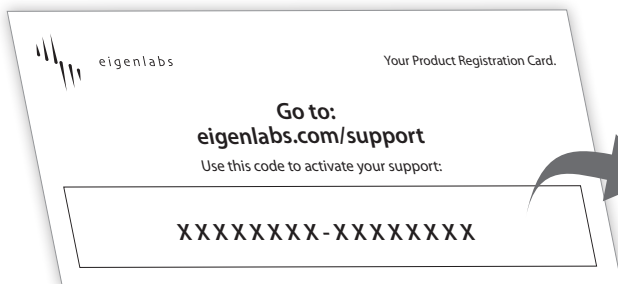 eigenlabs
Your Product Registration Card.
Go to:
eigenlabs.com/support
Use this code to activate your support:
XXXXXXXX-XXXXXXXX